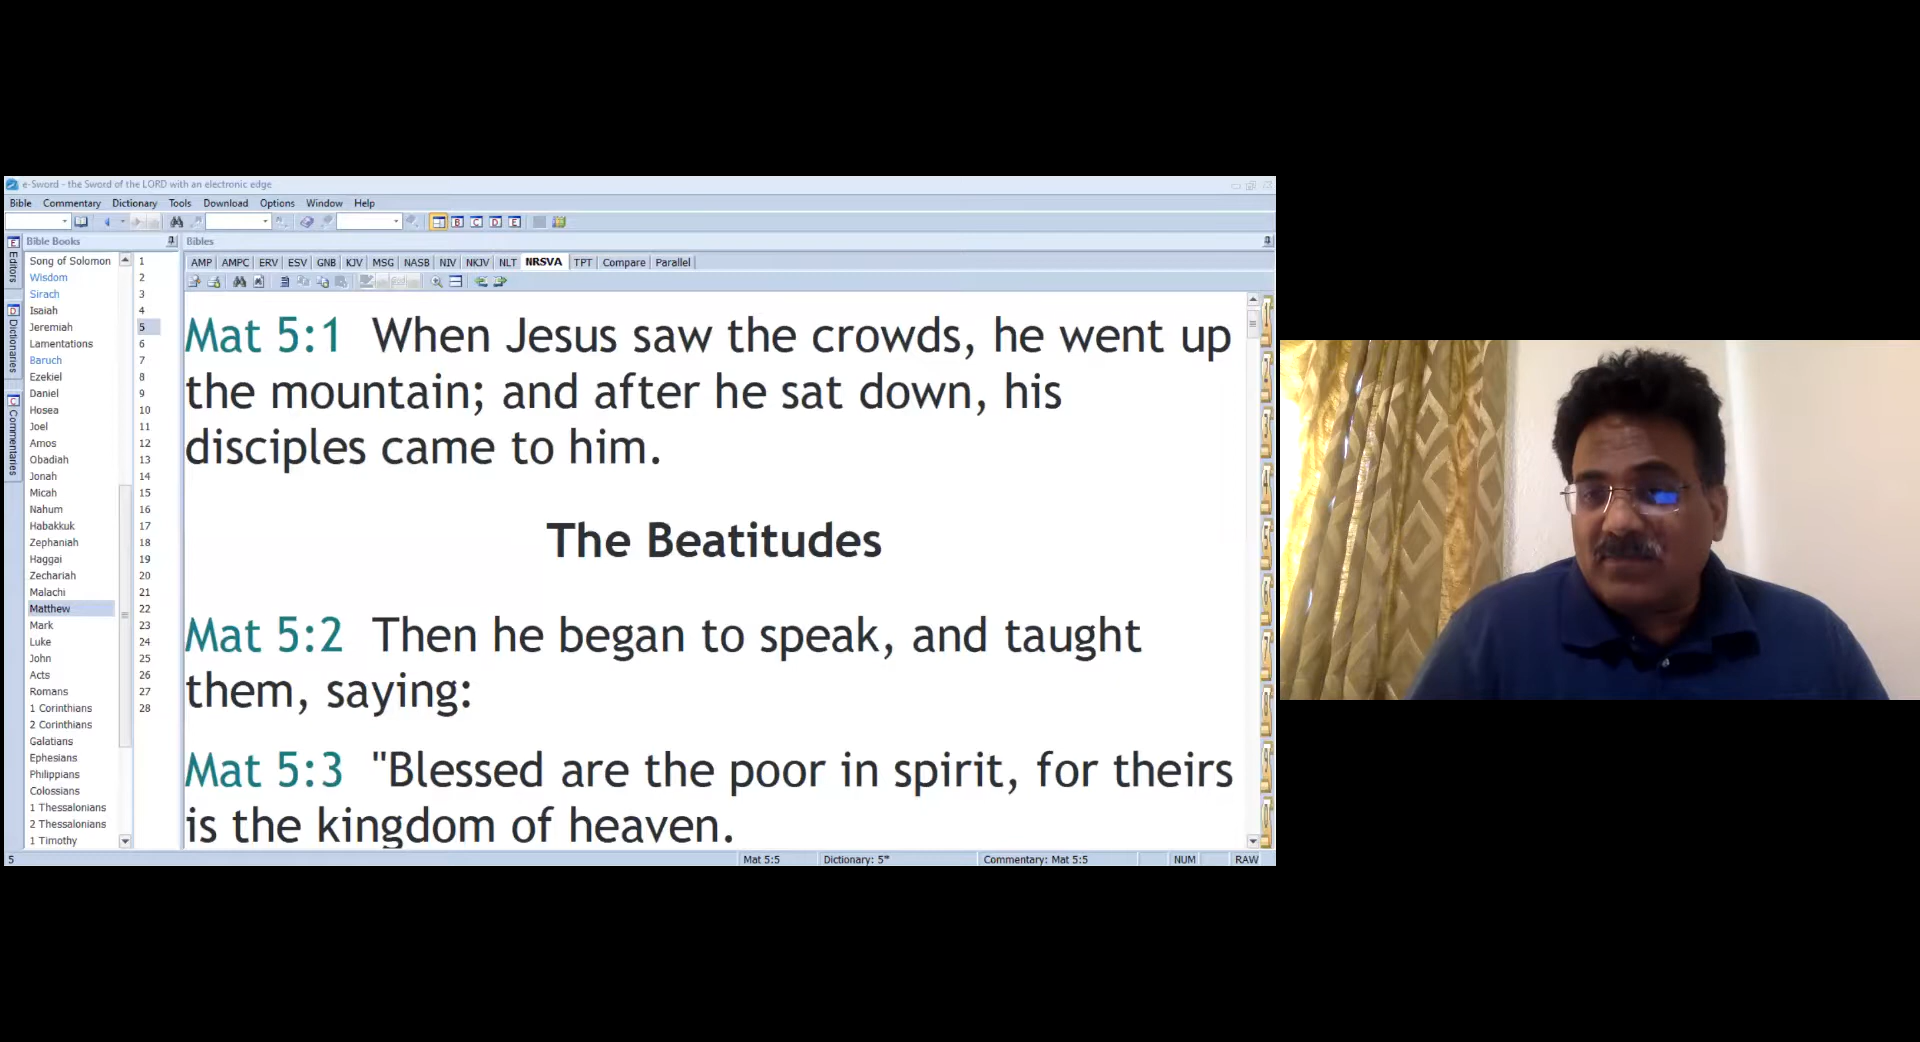 e-Sword - the Sword of the LORD with an electronic edge
Bible Commentary Dictionary Tools Download Options Window Help
B C D E
Bible Books
Bibles
E Editors
D Dictionaries
C Commentaries
AMP AMPC ERV ESV GNB KJV MSG NASB NIV NKJV NLT NRSVA TPT Compare Parallel
Song of Solomon
Wisdom
Sirach
Isaiah
Jeremiah
Lamentations
Baruch
Ezekiel
Daniel
Hosea
Joel
Amos
Obadiah
Jonah
Micah
Nahum
Habakkuk
Zephaniah
Haggai
Zechariah
Malachi
Matthew
Mark
Luke
John
Acts
Romans
1 Corinthians
2 Corinthians
Galatians
Ephesians
Philippians
Colossians
1 Thessalonians
2 Thessalonians
1 Timothy
1
2
3
4
5
6
7
8
9
10
11
12
13
14
15
16
17
18
19
20
21
22
23
24
25
26
27
28
Mat 5:1 When Jesus saw the crowds, he went up
the mountain; and after he sat down, his
disciples came to him.
The Beatitudes
Mat 5:2 Then he began to speak, and taught
them, saying:
Mat 5:3 "Blessed are the poor in spirit, for theirs
is the kingdom of heaven.
5 Mat 5:5 Dictionary: 5* Commentary: Mat 5:5 NUM RAW